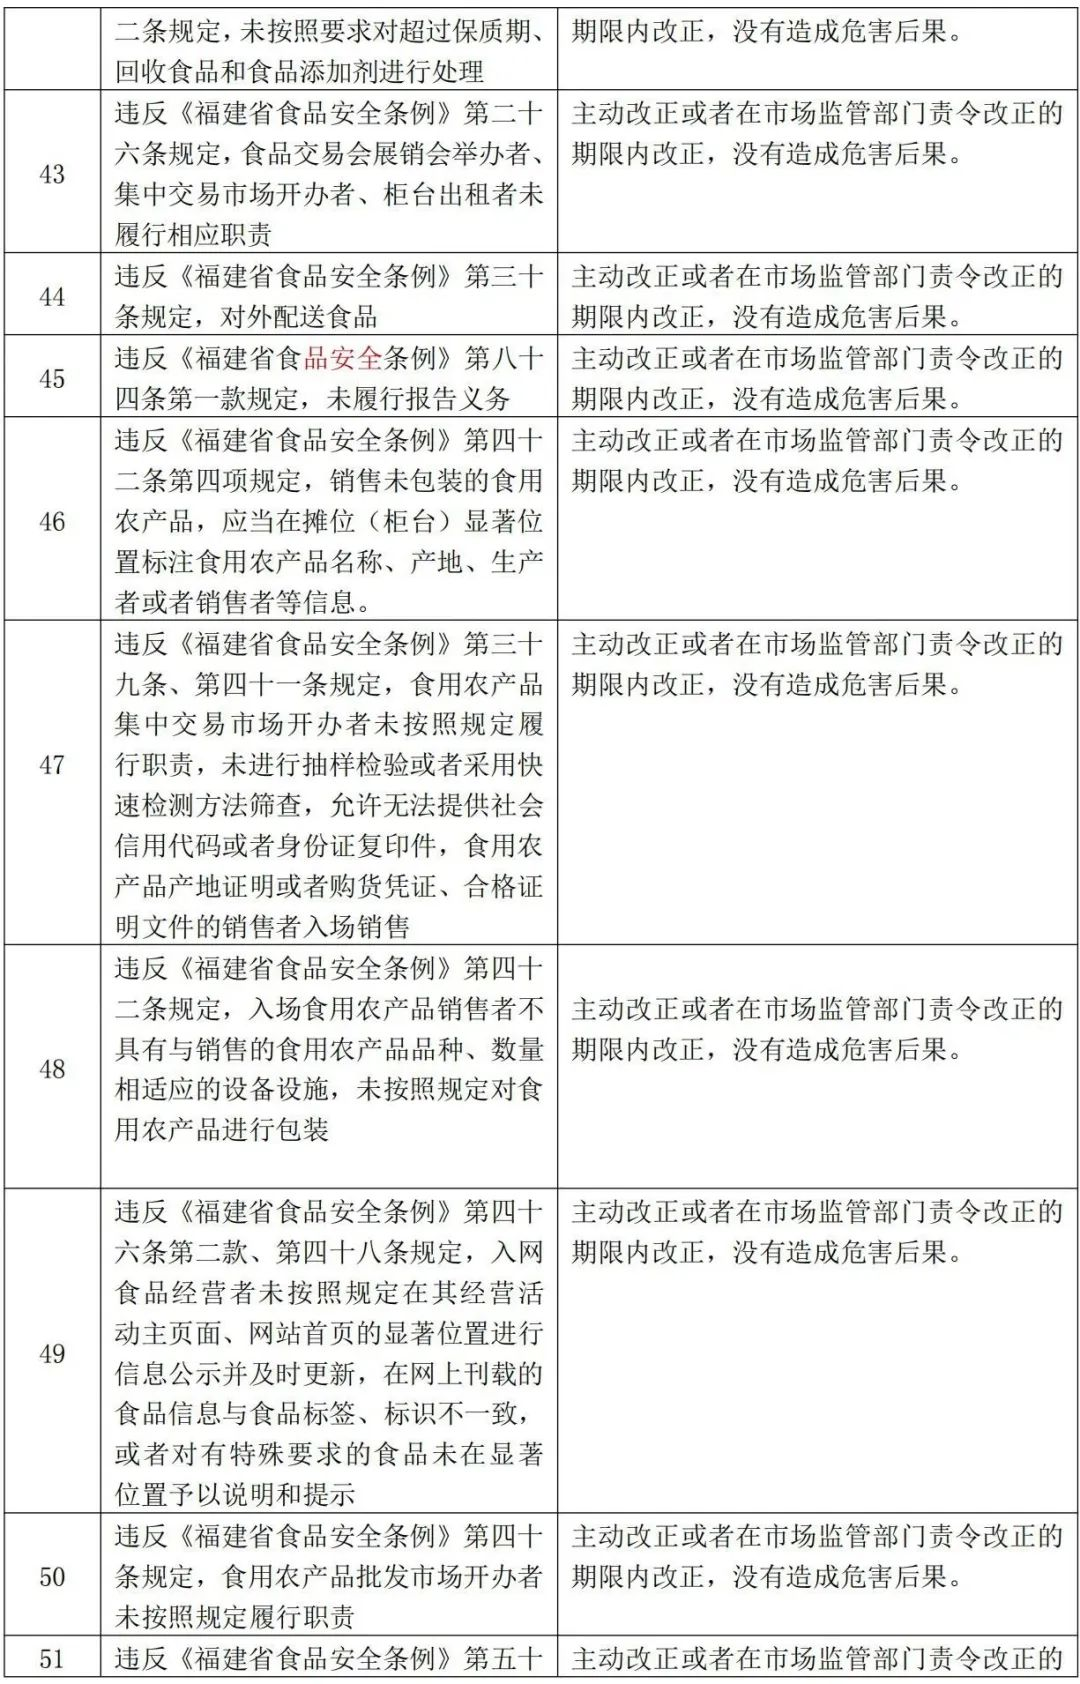 二条规定，未按照要求对超过保质期、
回收食品和食品添加剂进行处理
期限内改正，没有造成危害后果。
43
违反《福建省食品安全条例》第二十
六条规定，食品交易会展销会举办者、
集中交易市场开办者、柜台出租者未
履行相应职责
主动改正或者在市场监管部门责令改正的
期限内改正，没有造成危害后果。
44
违反《福建省食品安全条例》第三十
条规定，对外配送食品
主动改正或者在市场监管部门责令改正的
期限内改正，没有造成危害后果。
45
违反《福建省食品安全条例》第八十
四条第一款规定，未履行报告义务
主动改正或者在市场监管部门责令改正的
期限内改正，没有造成危害后果。
46
违反《福建省食品安全条例》第四十
二条第四项规定，销售未包装的食用
农产品，应当在摊位（柜台）显著位
置标注食用农产品名称、产地、生产
者或者销售者等信息。
主动改正或者在市场监管部门责令改正的
期限内改正，没有造成危害后果。
47
违反《福建省食品安全条例》第三十
九条、第四十一条规定，食用农产品
集中交易市场开办者未按照规定履
行职责，未进行抽样检验或者采用快
速检测方法筛查，允许无法提供社会
信用代码或者身份证复印件，食用农
产品产地证明或者购货凭证、合格证
明文件的销售者入场销售
主动改正或者在市场监管部门责令改正的
期限内改正，没有造成危害后果。
48
违反《福建省食品安全条例》第四十
二条规定，入场食用农产品销售者不
具有与销售的食用农产品品种、数量
相适应的设备设施，未按照规定对食
用农产品进行包装
主动改正或者在市场监管部门责令改正的
期限内改正，没有造成危害后果。
49
违反《福建省食品安全条例》第四十
六条第二款、第四十八条规定，入网
食品经营者未按照规定在其经营活
动主页面、网站首页的显著位置进行
信息公示并及时更新，在网上刊载的
食品信息与食品标签、标识不一致，
或者对有特殊要求的食品未在显著
位置予以说明和提示
主动改正或者在市场监管部门责令改正的
期限内改正，没有造成危害后果。
50
违反《福建省食品安全条例》第四十
条规定，食用农产品批发市场开办者
未按照规定履行职责
主动改正或者在市场监管部门责令改正的
期限内改正，没有造成危害后果。
51
违反《福建省食品安全条例》第五十
主动改正或者在市场监管部门责令改正的